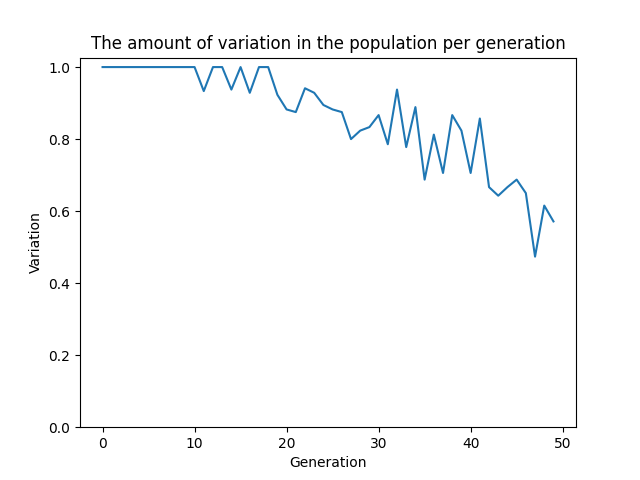 The amount of variation in the population per generation
1.0
0.8
0.6
0.4
0.2
0.0
Variation
0 10 20 30 40 50
Generation